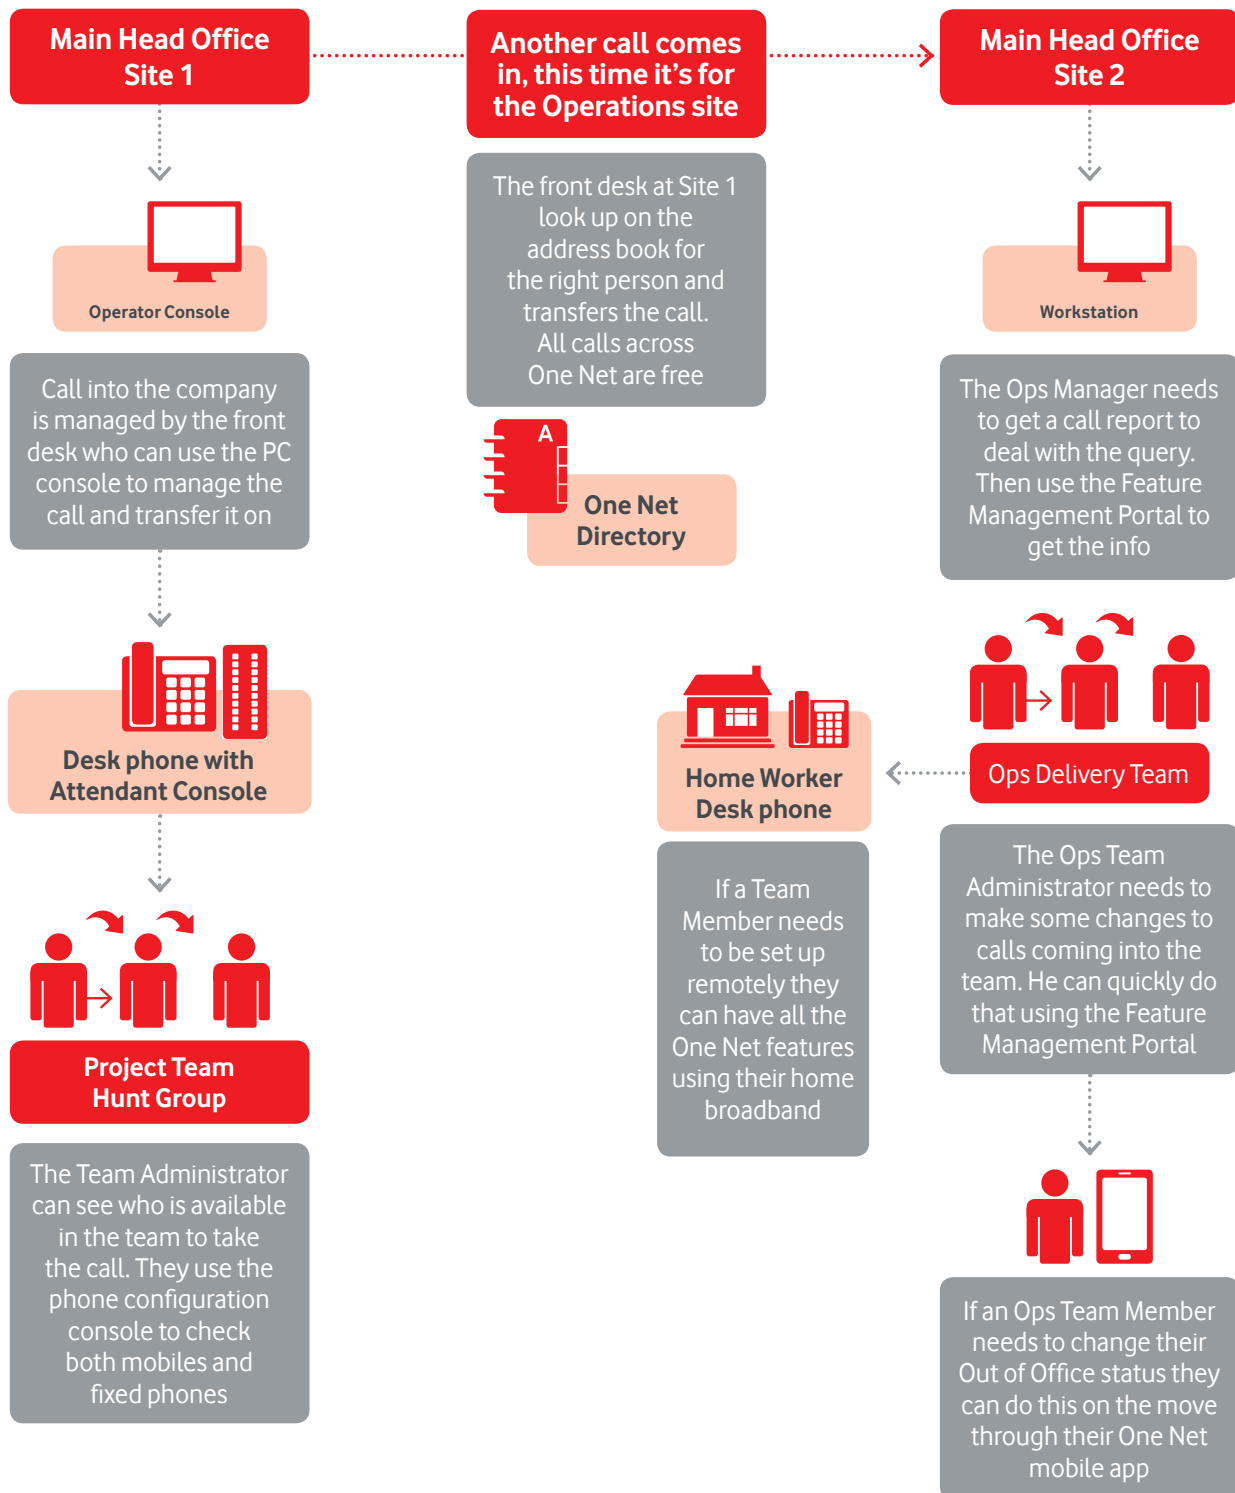 Main Head Office
Site 1
Another call comes
in, this time it's for
the Operations site
Main Head Office
Site 2
Operator Console
Call into the company
is managed by the front
desk who can use the PC
console to manage the
call and transfer it on
Desk phone with
Attendant Console
Project Team
Hunt Group
The Team Administrator
can see who is available
in the team to take
the call. They use the
phone configuration
console to check
both mobiles and
fixed phones
The front desk at Site 1
look up on the
address book for
the right person and
transfers the call.
All calls across
One Net are free
A
One Net
Directory
Workstation
The Ops Manager needs
to get a call report to
deal with the query.
Then use the Feature
Management Portal to
get the info
Ops Delivery Team
Home Worker
Desk phone
If a Team
Member needs
to be set up
remotely they
can have all the
One Net features
using their home
broadband
The Ops Team
Administrator needs to
make some changes to
calls coming into the
team. He can quickly do
that using the Feature
Management Portal
If an Ops Team Member
needs to change their
Out of Office status they
can do this on the move
through their One Net
mobile app